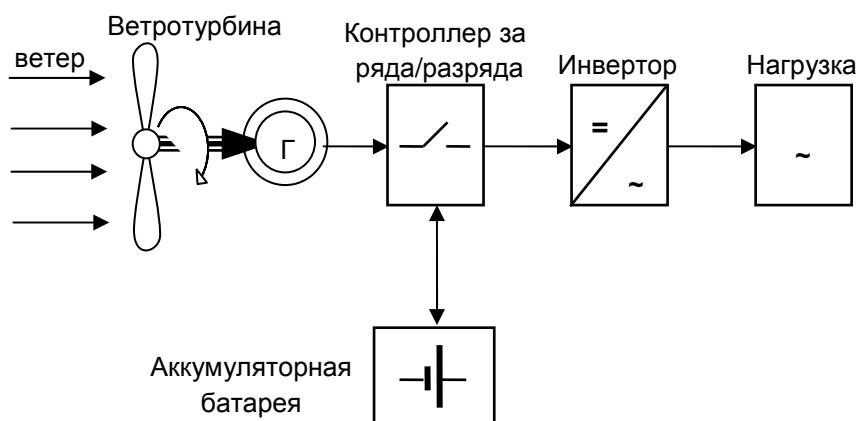 Ветротурбина
ветер
Контроллер за
ряда/разряда
Инвертор
Нагрузка
Г
=
~
~
Аккумуляторная
батарея